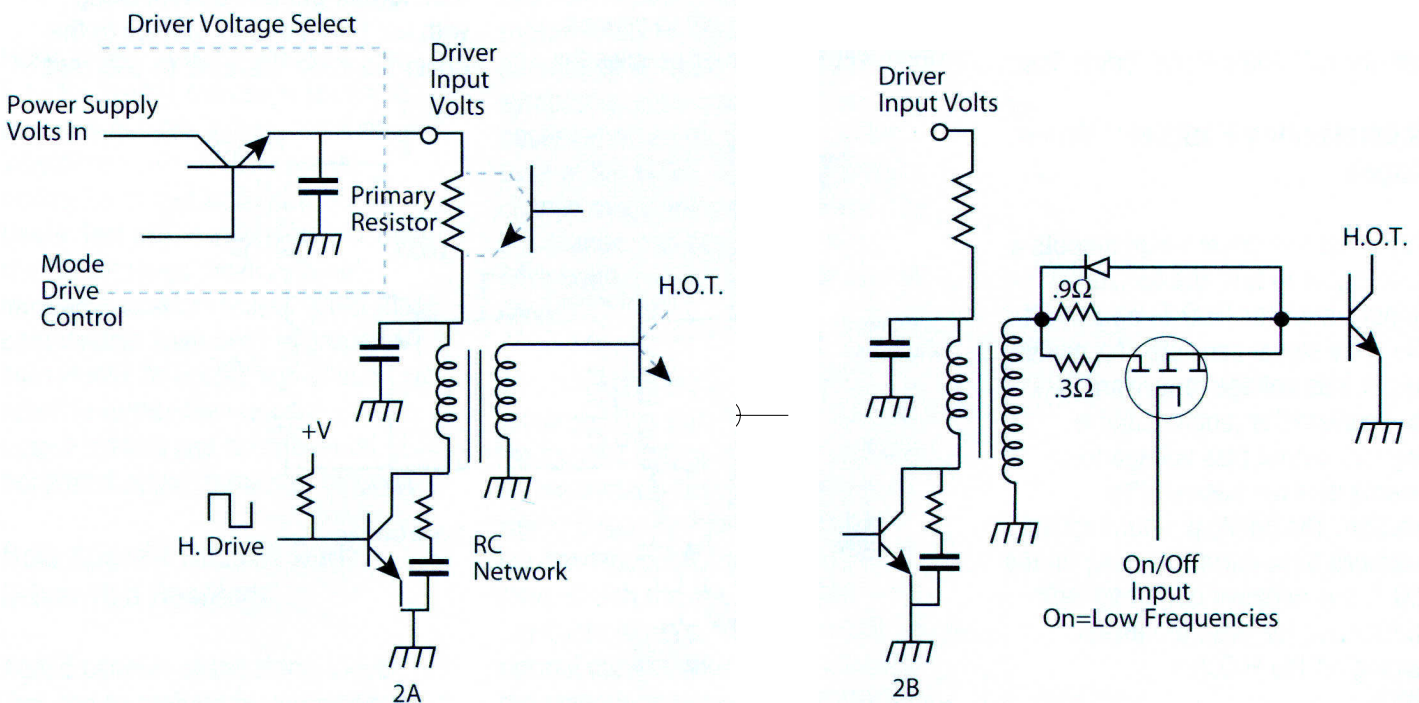 Driver Voltage Select
Driver
Input
Volts
Power Supply
Volts In
Primary
Resistor
Mode
Drive
Control
H.O.T.
+V
H. Drive
RC
Network
2A
Driver
Input Volts
H.O.T.
.9Ω
.3Ω
On/Off
Input
On=Low Frequencies
2B